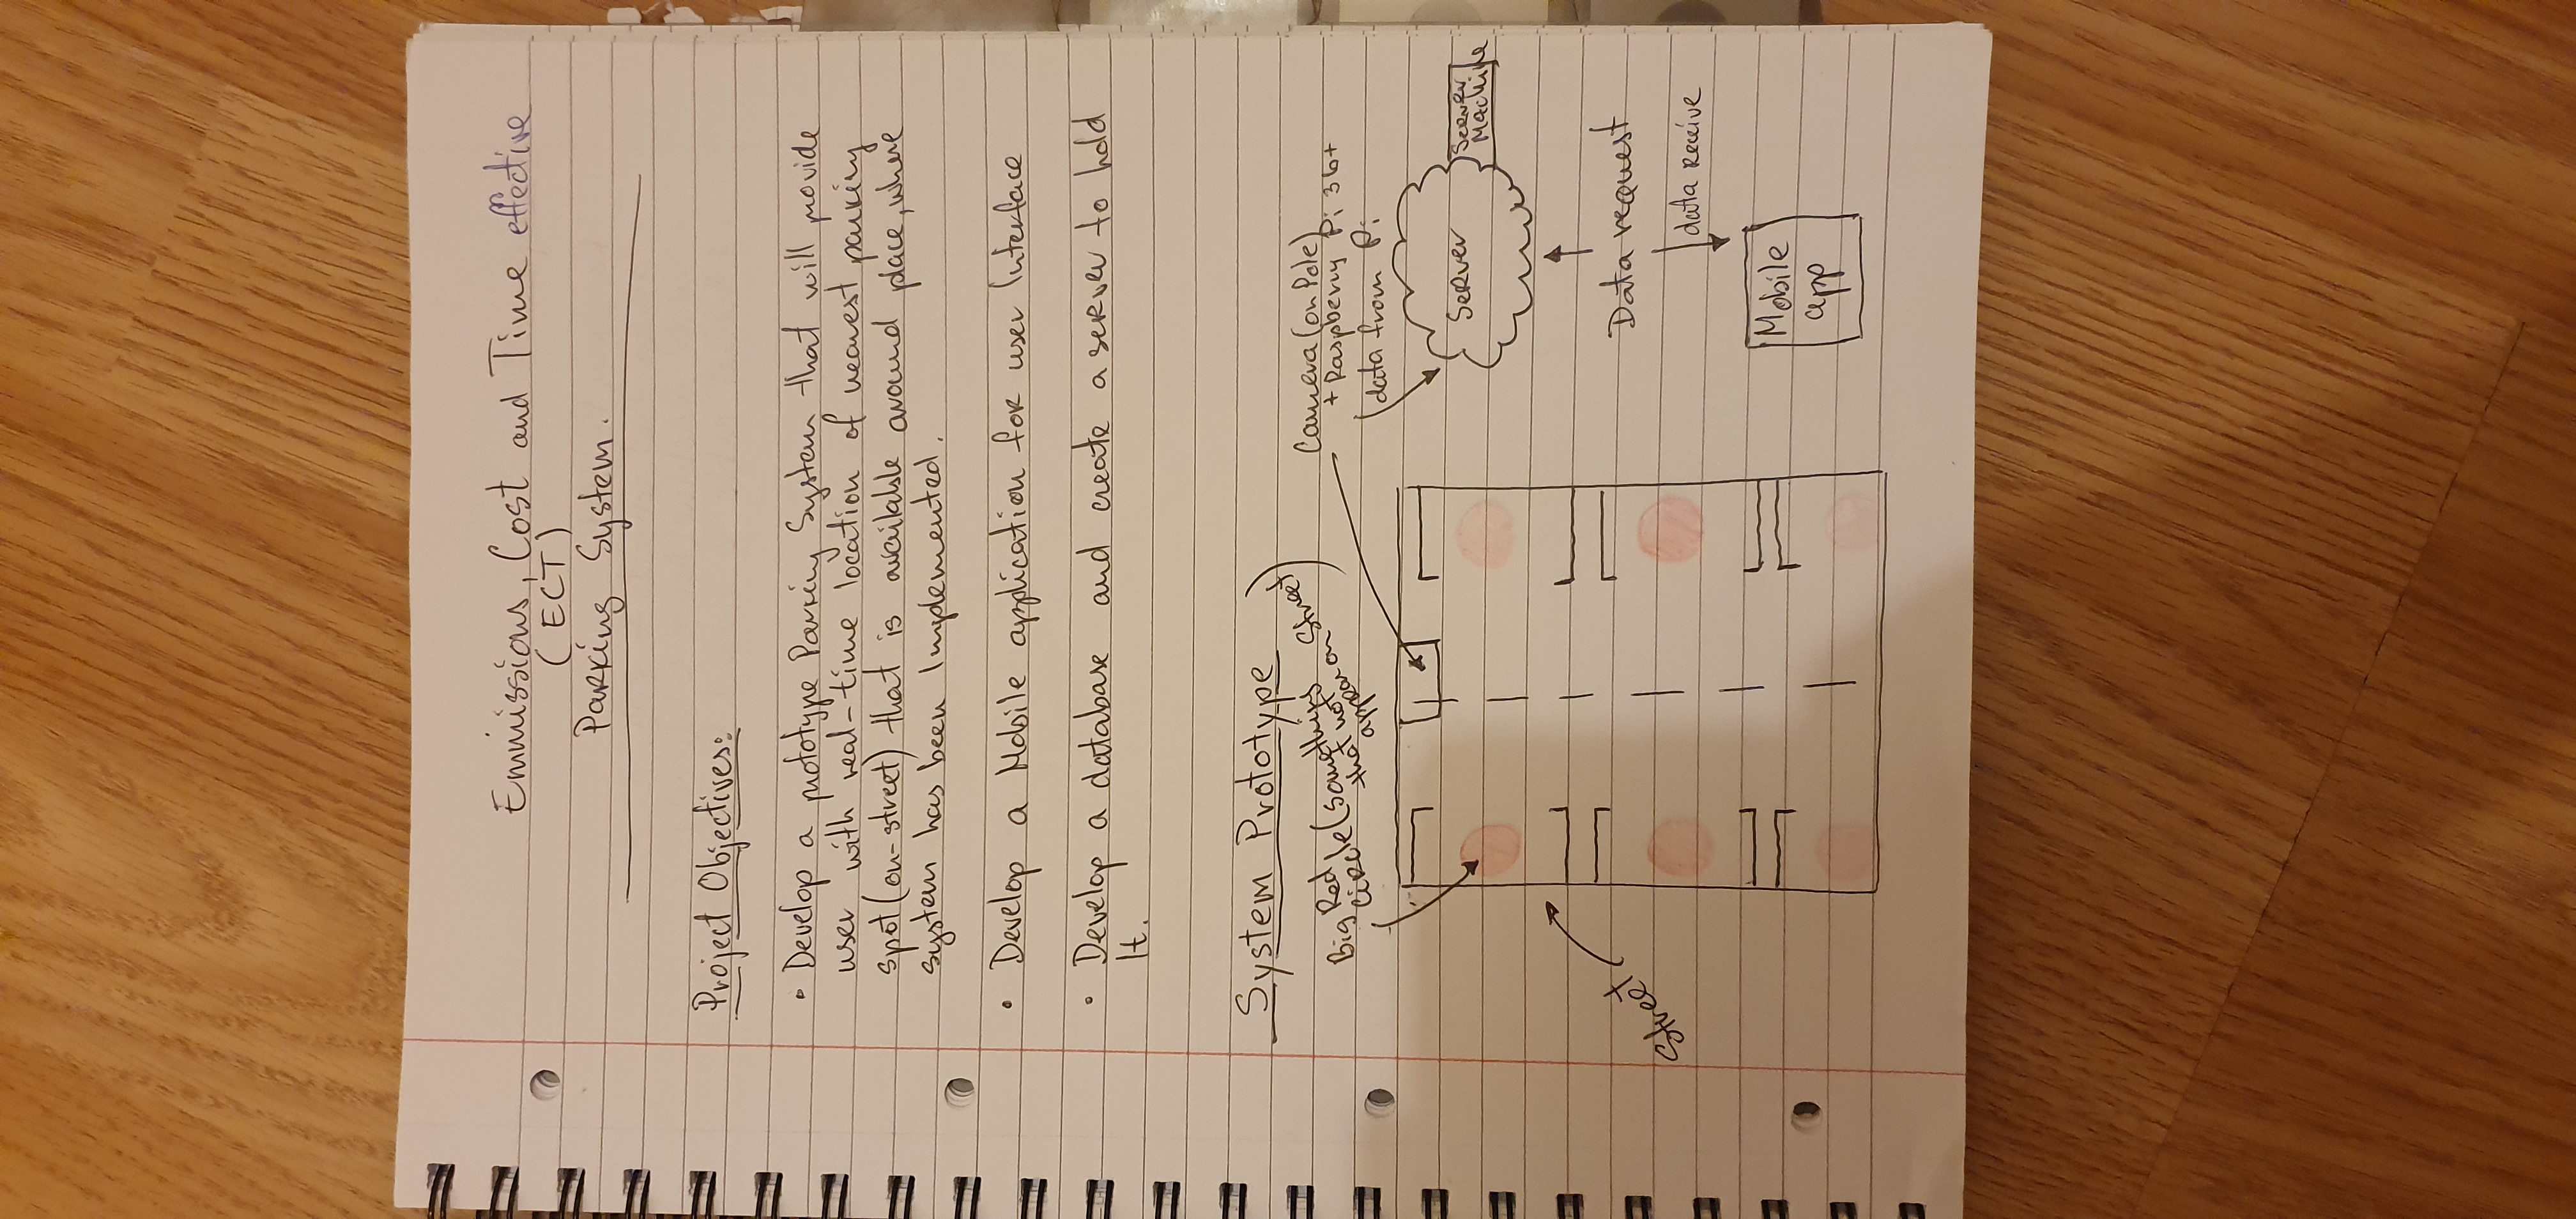 Emmissions, Cost and Time effective
(ECT)
Parking System.
Project Objectives:
• Develop a prototype Parking System that will provide
user with real-time location of nearest parking
spot (on-street) that is available around place, where
system has been Implemented.
• Develop a Mobile application for user Interface
• Develop a database and create a server to hold
It.
System Prototype
Big Red
circle (something
that not
appear on Street)
Camera (on Pole)
+ Raspberry Pi 3b+
data from Pi
Server
Server
Machine
Street
Data request
data receive
Mobile
app